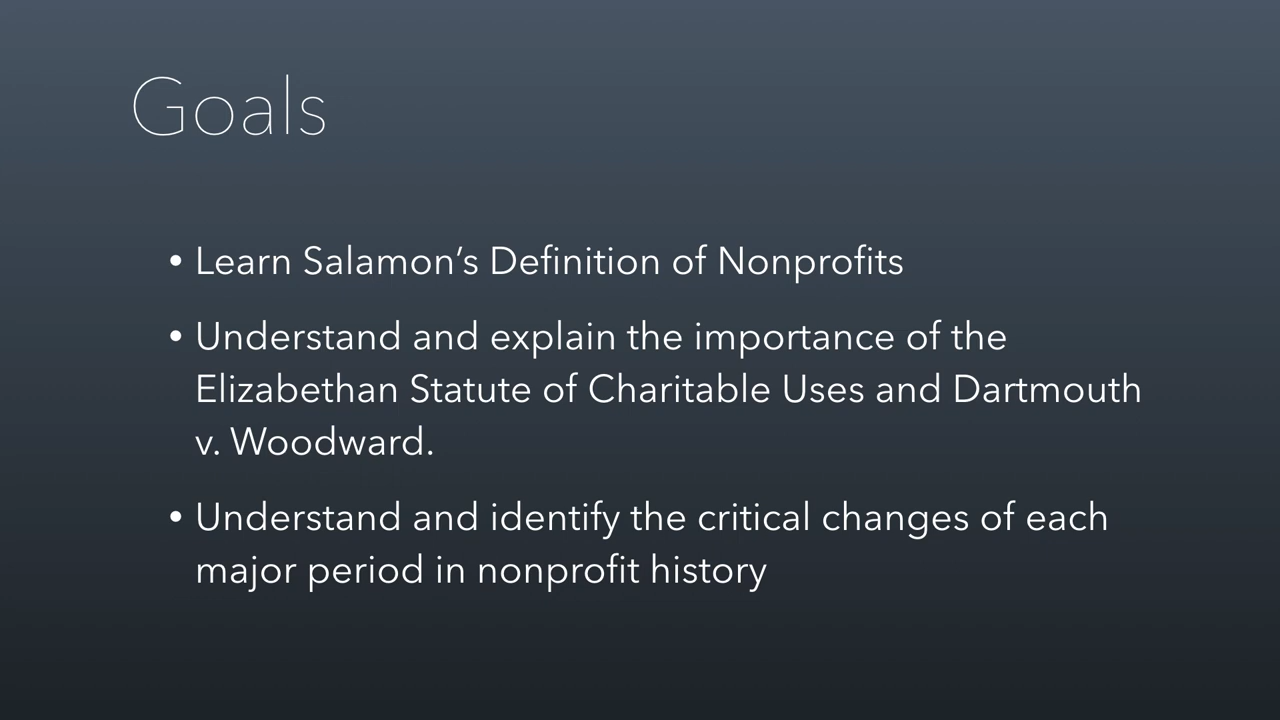 Goals
• Learn Salamon’s Definition of Nonprofits
• Understand and explain the importance of the
Elizabethan Statute of Charitable Uses and Dartmouth
v. Woodward.
• Understand and identify the critical changes of each
major period in nonprofit history